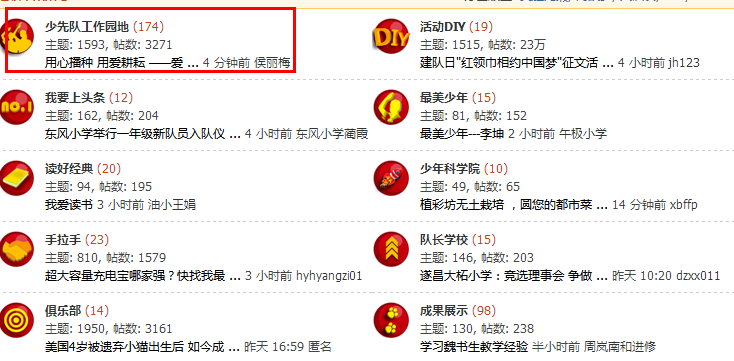 少先队工作园地 (174)
主题: 1593, 帖数: 3271
用心播种 用爱耕耘 ——爱 ... 4 分钟前 侯丽梅
活动DIY (19)
主题: 1515, 帖数: 23万
建队日"红领巾相约中国梦"征文活 ... 4 小时前 jh123
我要上头条 (12)
主题: 162, 帖数: 204
东风小学举行一年级新队员入队仪 ... 4 小时前 东风小学蔺霞
最美少年 (15)
主题: 81, 帖数: 152
最美少年---李坤 2 小时前 午极小学
读好经典 (20)
主题: 94, 帖数: 195
我爱读书 3 小时前 油小王娟
少年科学院 (10)
主题: 49, 帖数: 65
植彩坊无土栽培 ，圆您的都市菜 ... 14 分钟前 xbffp
手拉手 (23)
主题: 810, 帖数: 1579
超大容量充电宝哪家强？快找我最 ... 3 小时前 hyhyangzi01
队长学校 (15)
主题: 146, 帖数: 203
遂昌大柘小学：竞选理事会 争做 ... 昨天 10:20 dzxx011
俱乐部 (14)
主题: 1950, 帖数: 3161
美国4岁被遗弃小猫出生后 如今成 ... 昨天 16:59 匿名
成果展示 (98)
主题: 130, 帖数: 238
学习魏书生教学经验 半小时前 周岚南和进修
no.1
DIY